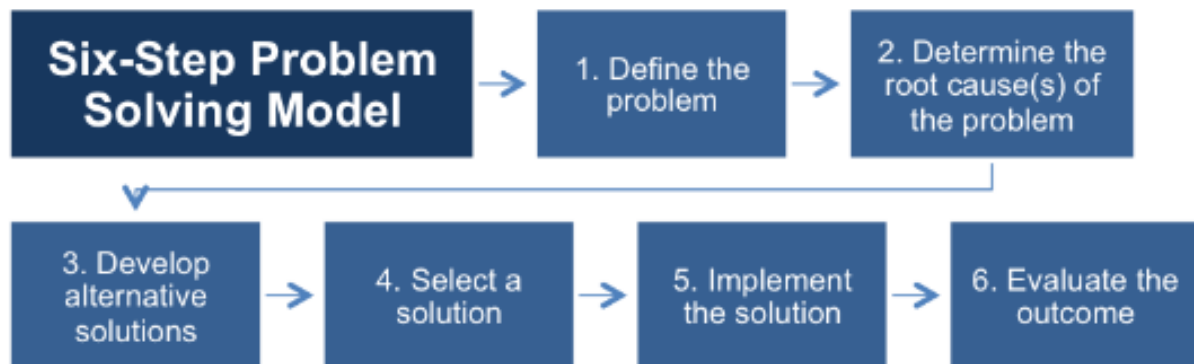 Six-Step Problem
Solving Model
1. Define the
problem
2. Determine the
root cause(s) of
the problem
3. Develop
alternative
solutions
4. Select a
solution
5. Implement
the solution
6. Evaluate the
outcome